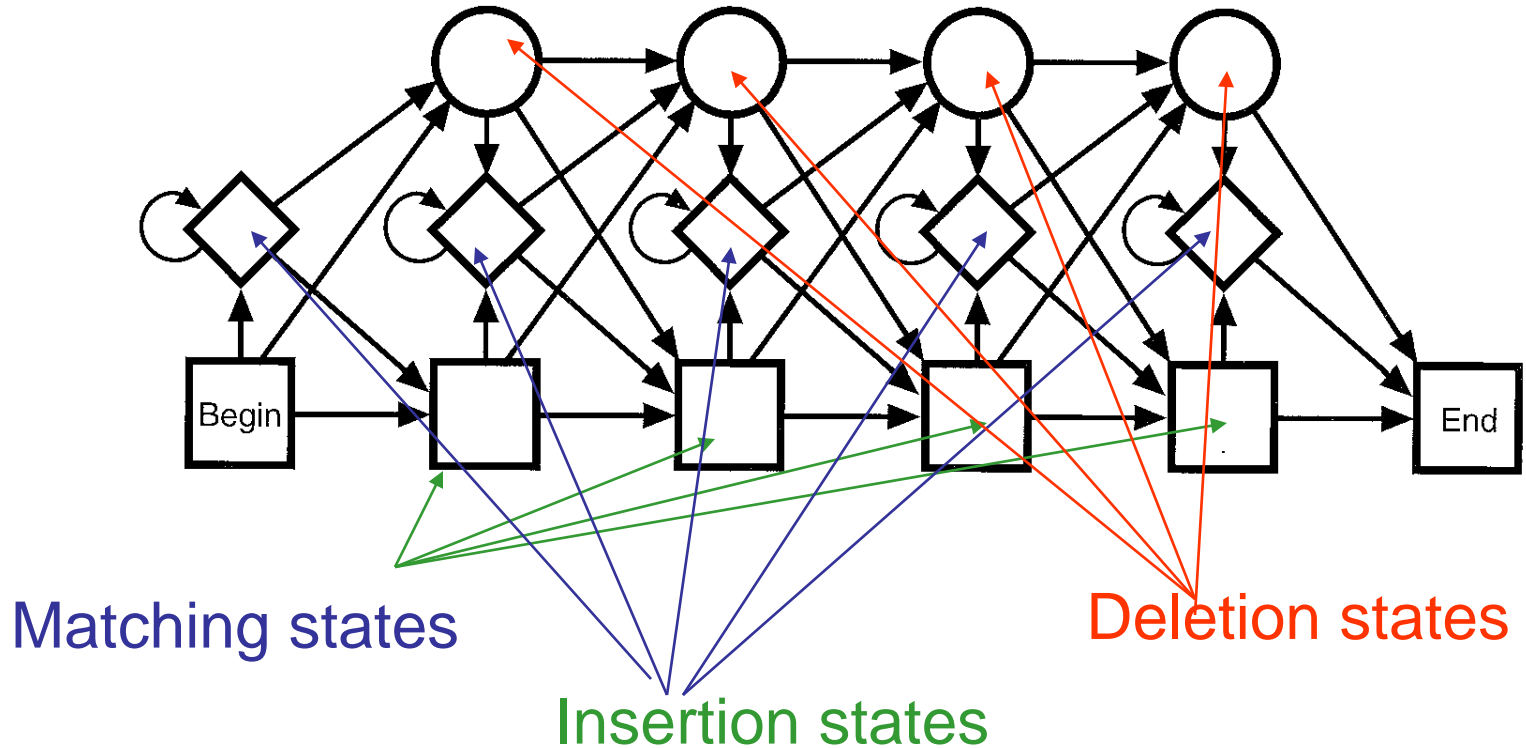 Begin
End
Matching states
Deletion states
Insertion states